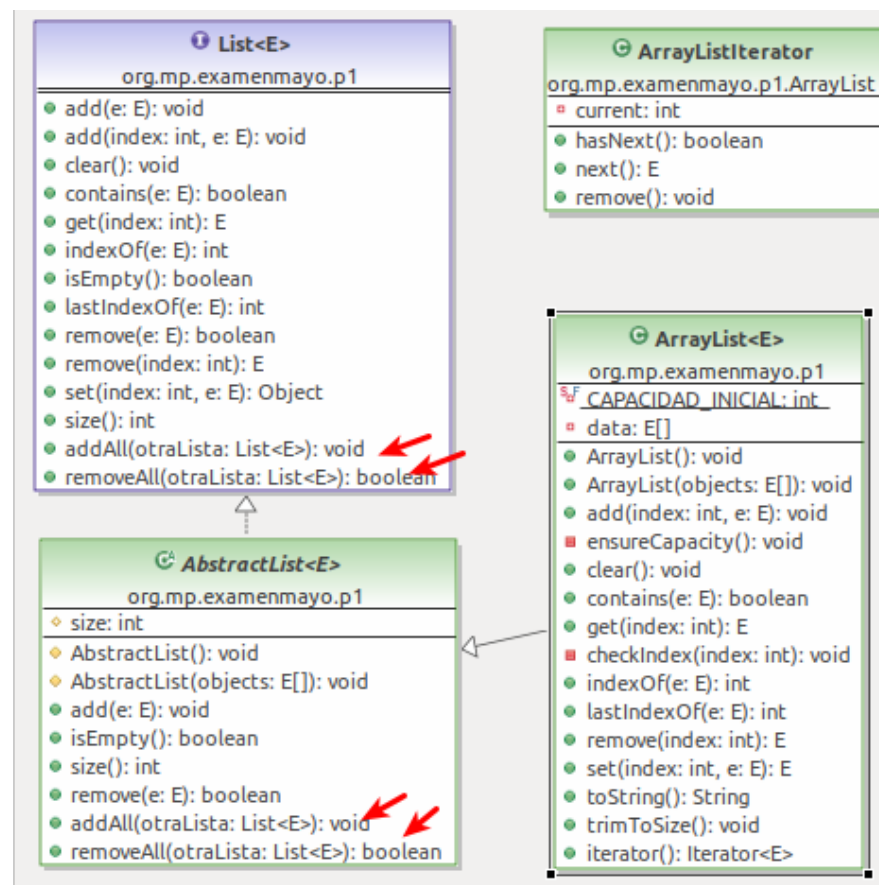 List<E>
org.mp.examenmayo.p1
add(e: E): void
add(index: int, e: E): void
clear(): void
contains(e: E): boolean
get(index: int): E
indexOf(e: E): int
isEmpty(): boolean
lastIndexOf(e: E): int
remove(e: E): boolean
remove(index: int): E
set(index: int, e: E): Object
size(): int
addAll(otraLista: List<E>): void
removeAll(otraLista: List<E>): boolean
ArrayListIterator
org.mp.examenmayo.p1.ArrayList
current: int
hasNext(): boolean
next(): E
remove(): void
AbstractList<E>
org.mp.examenmayo.p1
size: int
AbstractList(): void
AbstractList(objects: E[]): void
add(e: E): void
isEmpty(): boolean
size(): int
remove(e: E): boolean
addAll(otraLista: List<E>): void
removeAll(otraLista: List<E>): boolean
ArrayList<E>
org.mp.examenmayo.p1
CAPACIDAD_INICIAL: int
data: E[]
ArrayList(): void
ArrayList(objects: E[]): void
add(index: int, e: E): void
ensureCapacity(): void
clear(): void
contains(e: E): boolean
get(index: int): E
checkIndex(index: int): void
indexOf(e: E): int
lastIndexOf(e: E): int
remove(index: int): E
set(index: int, e: E): E
toString(): String
trimToSize(): void
iterator(): Iterator<E>